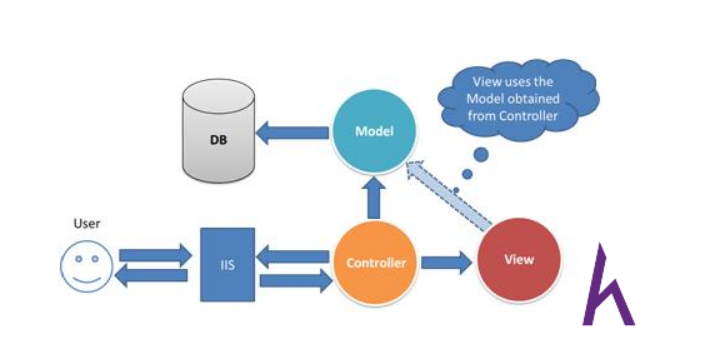 View uses the
Model obtained
from Controller
DB
Model
User
IIS
Controller
View